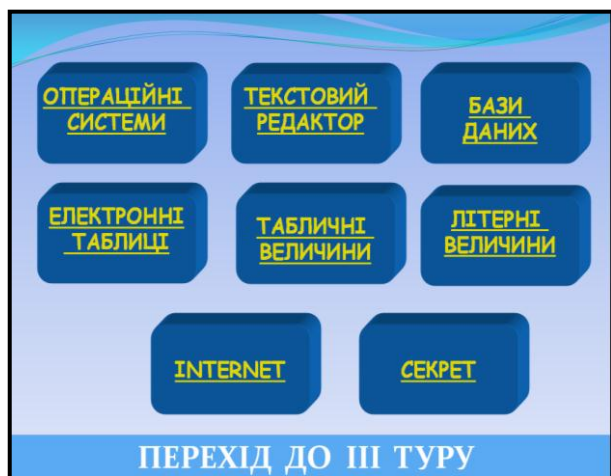 ОПЕРАЦІЙНІ
СИСТЕМИ
ТЕКСТОВИЙ
РЕДАКТОР
БАЗИ
ДАНИХ
ЕЛЕКТРОННІ
ТАБЛИЦІ
ТАБЛИЧНІ
ВЕЛИЧИНИ
ЛІТЕРНІ
ВЕЛИЧИНИ
INTERNET
СЕКРЕТ
ПЕРЕХІД ДО ІІІ ТУРУ